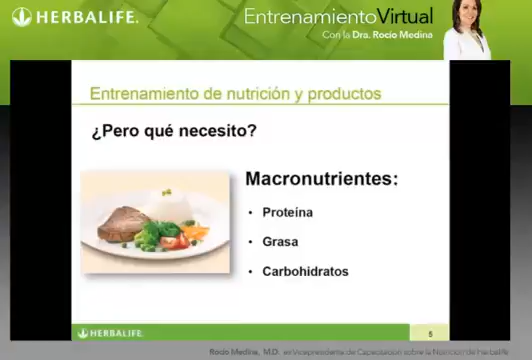 HERBALIFE.
EntrenamientoVirtual
Con la Dra. Rocío Medina
Entrenamiento de nutrición y productos
¿Pero qué necesito?
Macronutrientes:
• Proteína
• Grasa
• Carbohidratos
HERBALIFE.
Rocío Medina, M.D. es Vicepresidenta de Capacitación sobre la Nutrición de Herbalife